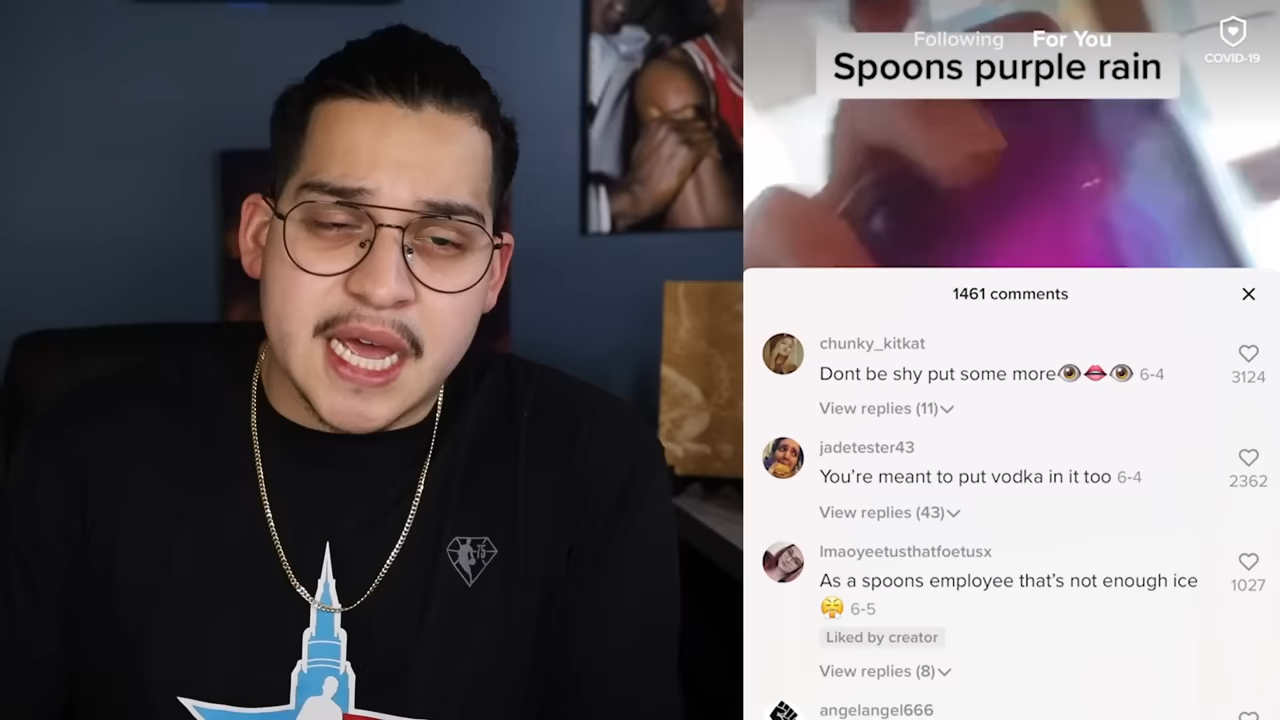 Following For You
COVID-19
Spoons purple rain
1461 comments
chunky_kitkat
Dont be shy put some more👁️👄👁️ 6-4
3124
View replies (11)
jadetester43
You're meant to put vodka in it too 6-4
2362
View replies (43)
lmaoyeetusthatfoetusx
As a spoons employee that's not enough ice
😤 6-5
1027
Liked by creator
View replies (8)
angelangel666
75